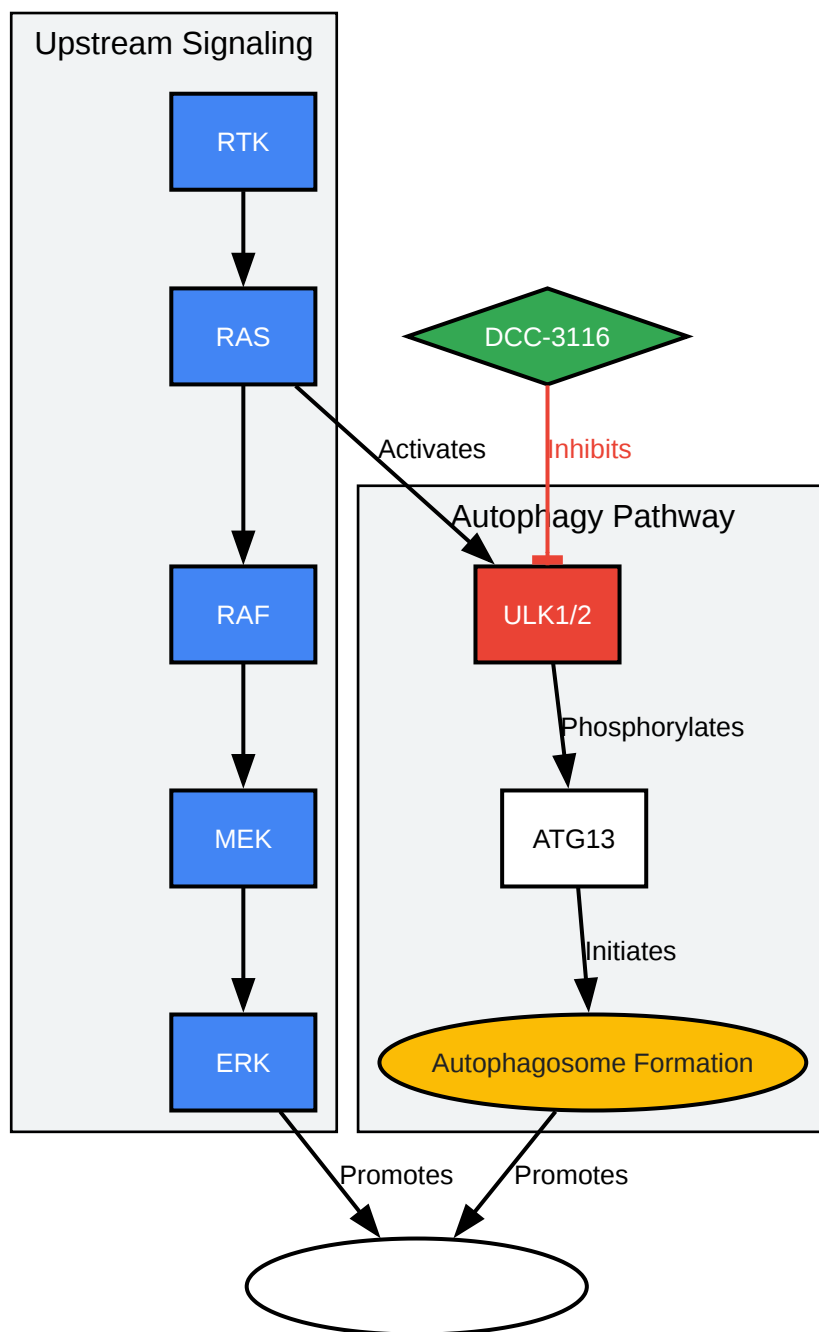 Upstream Signaling
RTK
RAS
DCC-3116
Activates
Inhibits
Autophagy Pathway
RAF
ULK1/2
Phosphorylates
MEK
ATG13
Initiates
ERK
Autophagosome Formation
Promotes
Promotes